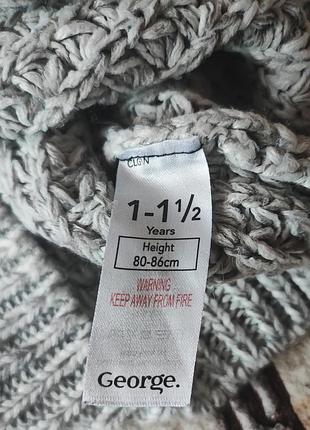 1-1½
Years
Height
80-86cm
WARNING
KEEP AWAY FROM FIRE
George.